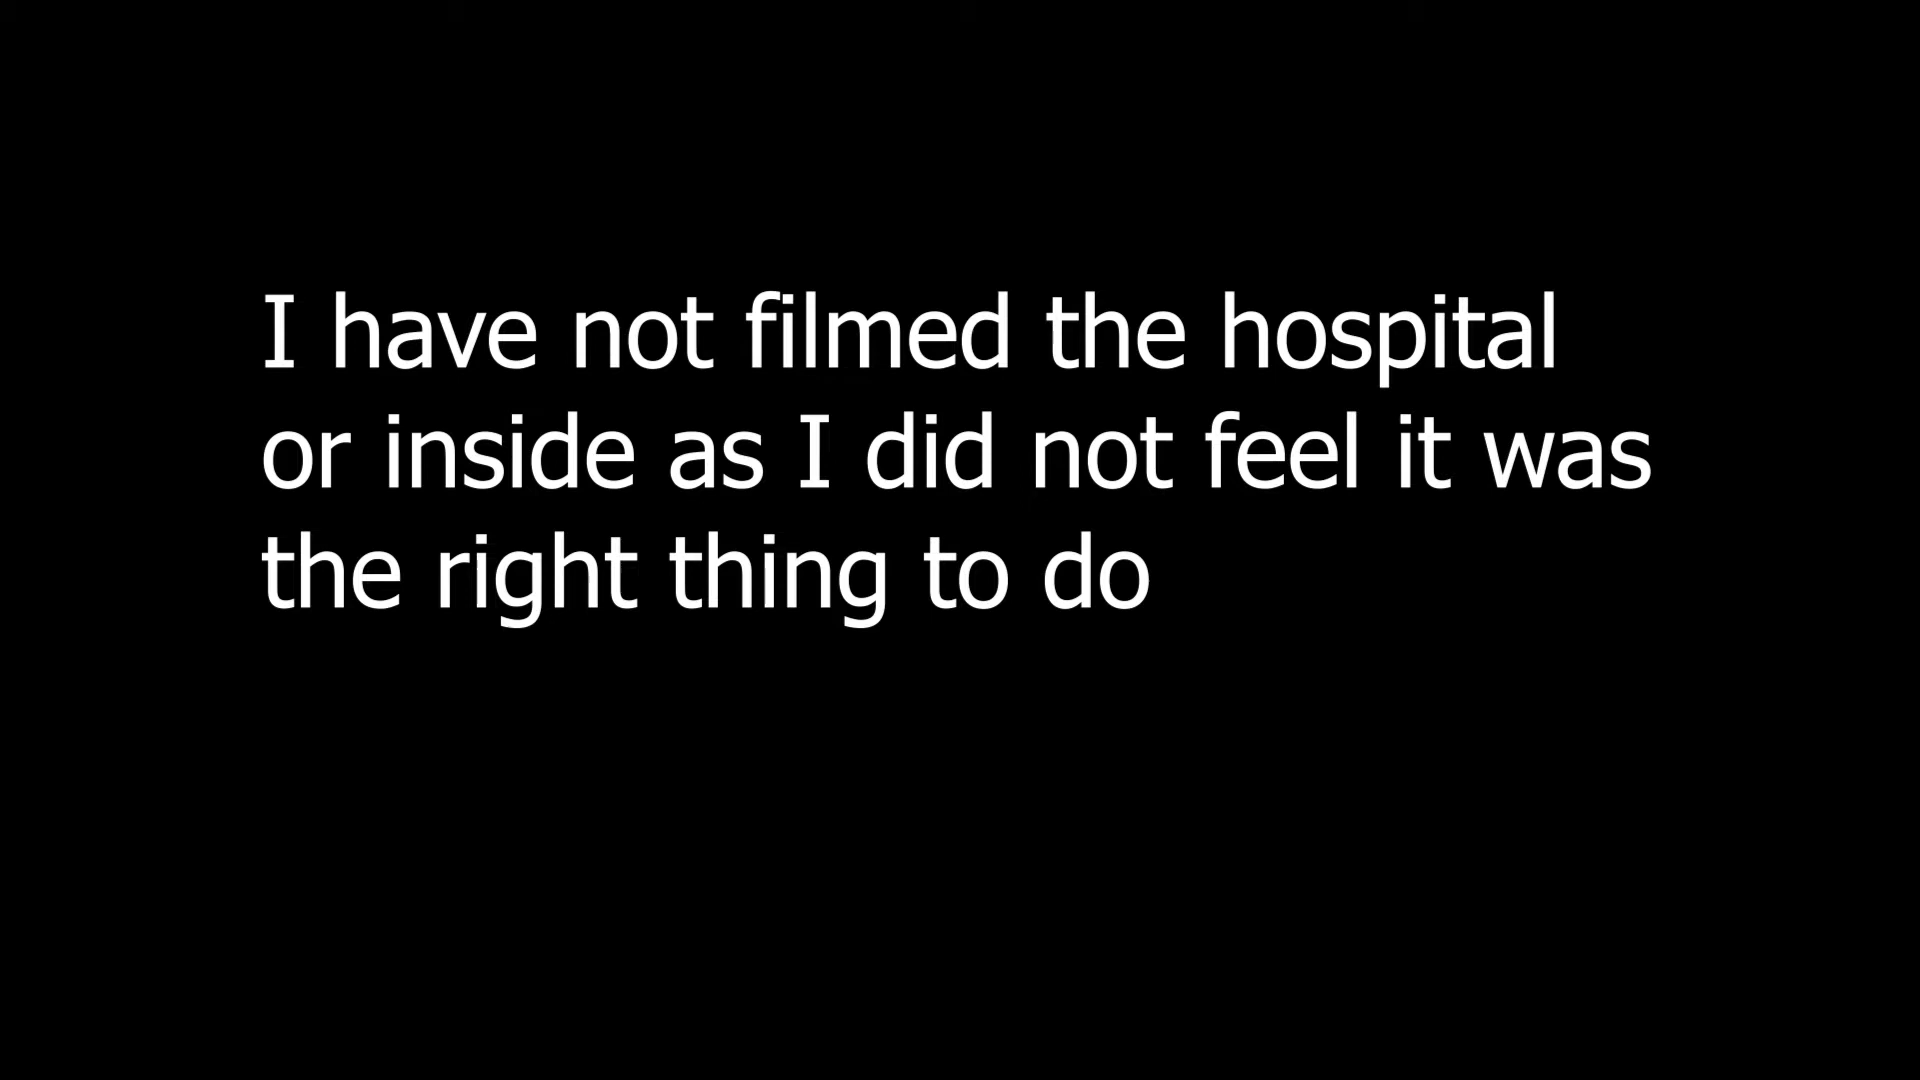 I have not filmed the hospital
or inside as I did not feel it was
the right thing to do